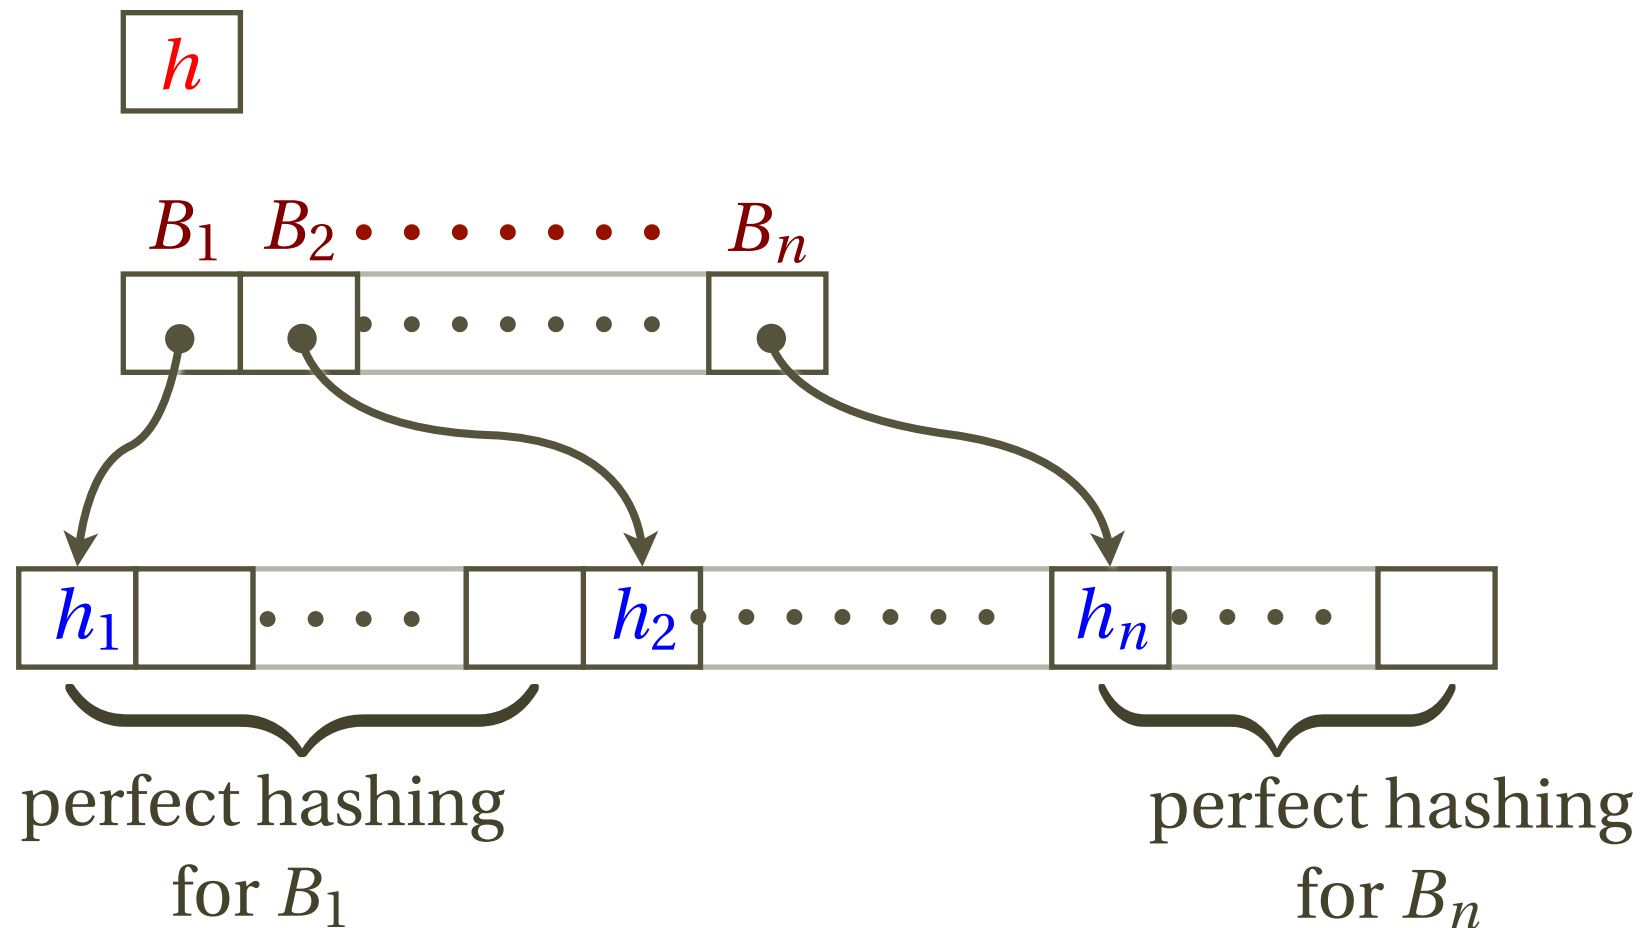 h
B₁ B₂ Bₙ
h₁ h₂ hₙ
perfect hashing
for B₁
perfect hashing
for Bₙ